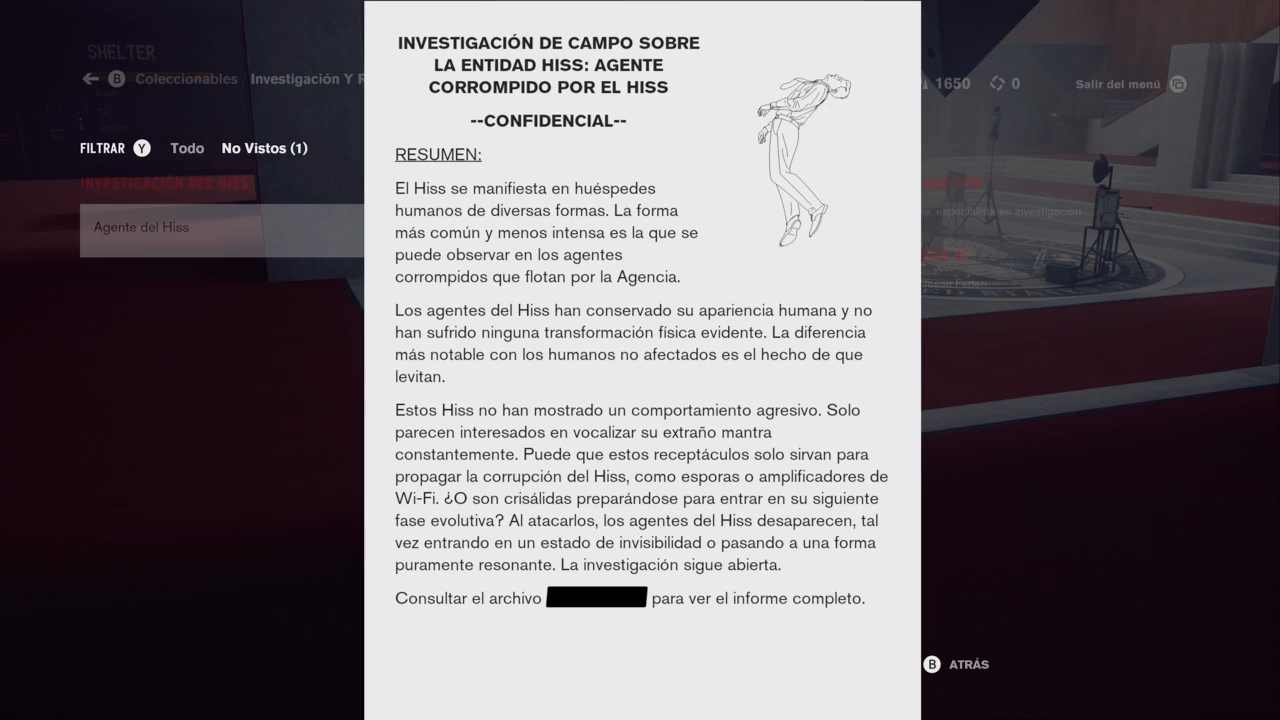 SHELTER
B Coleccionables Investigación Y R
1650 0 Salir del menú
FILTRAR Y Todo No Vistos (1)
INVESTIGACIÓN DEL HISS
Agente del Hiss
INVESTIGACIÓN DE CAMPO SOBRE
LA ENTIDAD HISS: AGENTE
CORROMPIDO POR EL HISS
--CONFIDENCIAL--
RESUMEN:
El Hiss se manifiesta en huéspedes
humanos de diversas formas. La forma
más común y menos intensa es la que se
puede observar en los agentes
corrompidos que flotan por la Agencia.
Los agentes del Hiss han conservado su apariencia humana y no
han sufrido ninguna transformación física evidente. La diferencia
más notable con los humanos no afectados es el hecho de que
levitan.
Estos Hiss no han mostrado un comportamiento agresivo. Solo
parecen interesados en vocalizar su extraño mantra
constantemente. Puede que estos receptáculos solo sirvan para
propagar la corrupción del Hiss, como esporas o amplificadores de
Wi-Fi. ¿O son crisálidas preparándose para entrar en su siguiente
fase evolutiva? Al atacarlos, los agentes del Hiss desaparecen, tal
vez entrando en un estado de invisibilidad o pasando a una forma
puramente resonante. La investigación sigue abierta.
Consultar el archivo para ver el informe completo.
especialista en investigación
Jesse Faden
B ATRÁS